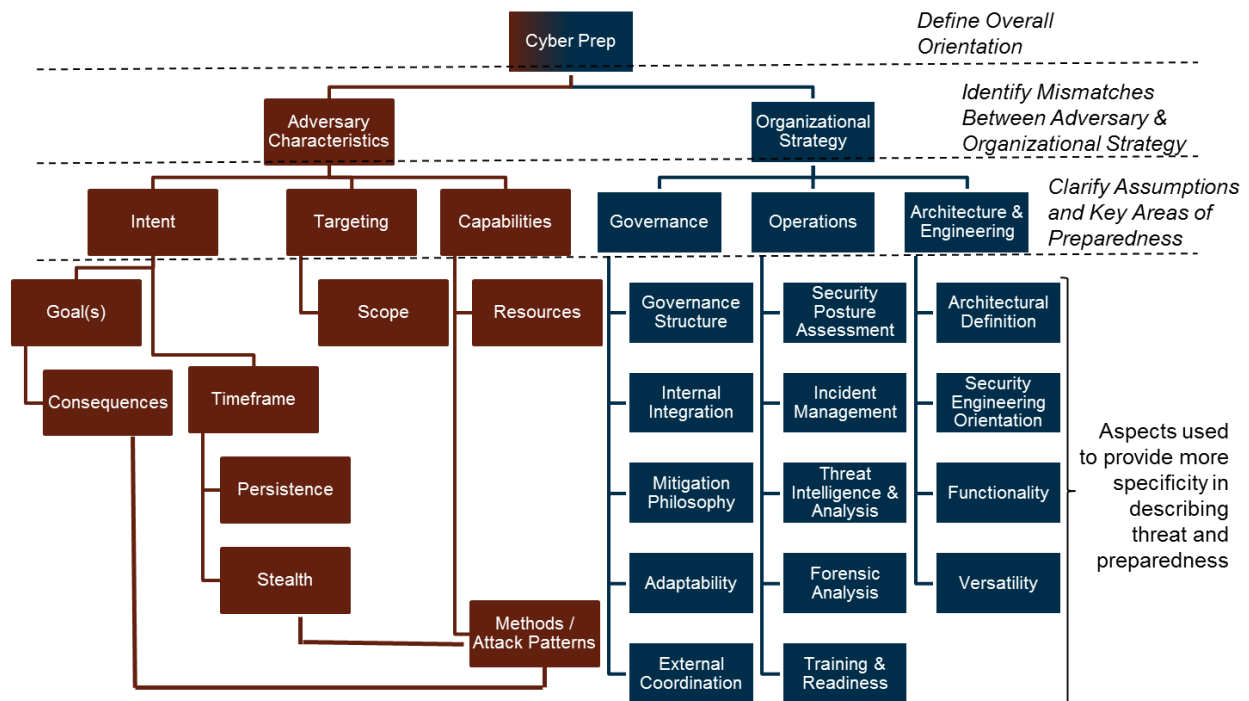 Cyber Prep
Define Overall
Orientation
Adversary
Characteristics
Organizational
Strategy
Identify Mismatches
Between Adversary &
Organizational Strategy
Intent
Targeting
Capabilities
Governance
Operations
Architecture &
Engineering
Clarify Assumptions
and Key Areas of
Preparedness
Goal(s)
Scope
Resources
Governance
Structure
Security
Posture
Assessment
Architectural
Definition
Consequences
Timeframe
Internal
Integration
Incident
Management
Security
Engineering
Orientation
Persistence
Mitigation
Philosophy
Threat
Intelligence &
Analysis
Functionality
Stealth
Adaptability
Forensic
Analysis
Versatility
Methods /
Attack Patterns
External
Coordination
Training &
Readiness
Aspects used
to provide more
specificity in
describing
threat and
preparedness